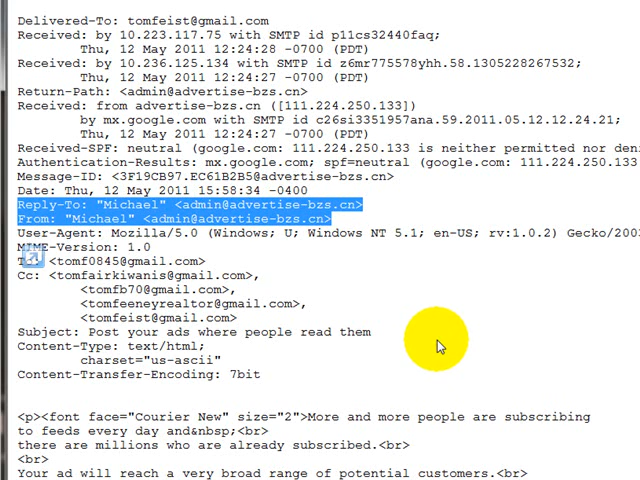 Delivered-To: tomfeist@gmail.com
Received: by 10.223.117.75 with SMTP id p11cs32440faq;
Thu, 12 May 2011 12:24:28 -0700 (PDT)
Received: by 10.236.125.134 with SMTP id z6mr775578yhh.58.1305228267532;
Thu, 12 May 2011 12:24:27 -0700 (PDT)
Return-Path: <admin@advertise-bzs.cn>
Received: from advertise-bzs.cn ([111.224.250.133])
by mx.google.com with SMTP id c26si3351957ana.59.2011.05.12.12.24.21;
Thu, 12 May 2011 12:24:27 -0700 (PDT)
Received-SPF: neutral (google.com: 111.224.250.133 is neither permitted nor den
Authentication-Results: mx.google.com; spf=neutral (google.com: 111.224.250.133
Message-ID: <3F19CB97.EC61B2B5@advertise-bzs.cn>
Date: Thu, 12 May 2011 15:58:34 -0400
Reply-To: "Michael" <admin@advertise-bzs.cn>
From: "Michael" <admin@advertise-bzs.cn>
User-Agent: Mozilla/5.0 (Windows; U; Windows NT 5.1; en-US; rv:1.0.2) Gecko/200
MIME-Version: 1.0
To: <tomf0845@gmail.com>
Cc: <tomfairkiwanis@gmail.com>,
<tomfb70@gmail.com>,
<tomfeeneyrealtor@gmail.com>,
<tomfeist@gmail.com>
Subject: Post your ads where people read them
Content-Type: text/html;
charset="us-ascii"
Content-Transfer-Encoding: 7bit
<p><font face="Courier New" size="2">More and more people are subscribing
to feeds every day and&nbsp;<br>
there are millions who are already subscribed.<br>
<br>
Your ad will reach a very broad range of potential customers.<br>